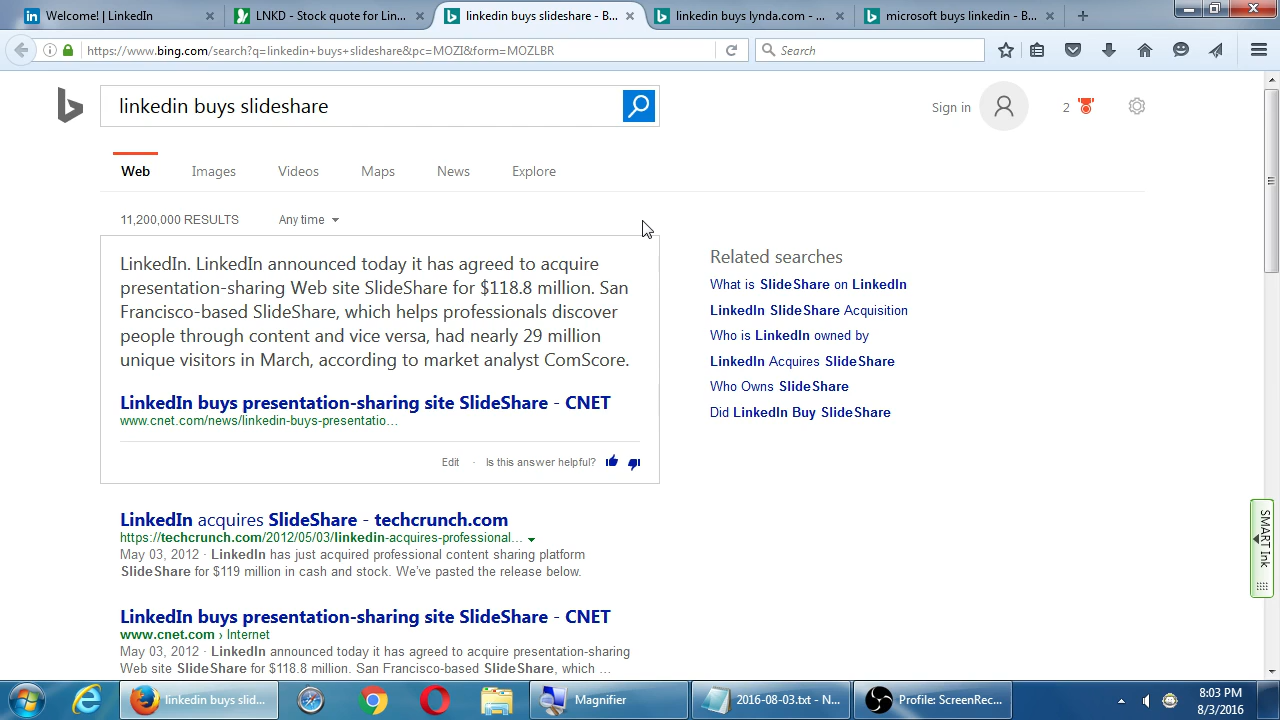 Welcome! | LinkedIn
LNKD - Stock quote for Lin...
linkedin buys slideshare - B...
linkedin buys lynda.com - ...
microsoft buys linkedin - B...
https://www.bing.com/search?q=linkedin+buys+slideshare&pc=MOZI&form=MOZLBR
Search
linkedin buys slideshare
Sign in
2
Web
Images
Videos
Maps
News
Explore
11,200,000 RESULTS
Any time
LinkedIn. LinkedIn announced today it has agreed to acquire
presentation-sharing Web site SlideShare for $118.8 million. San
Francisco-based SlideShare, which helps professionals discover
people through content and vice versa, had nearly 29 million
unique visitors in March, according to market analyst ComScore.
LinkedIn buys presentation-sharing site SlideShare - CNET
www.cnet.com/news/linkedin-buys-presentatio...
Edit · Is this answer helpful?
Related searches
What is SlideShare on LinkedIn
LinkedIn SlideShare Acquisition
Who is LinkedIn owned by
LinkedIn Acquires SlideShare
Who Owns SlideShare
Did LinkedIn Buy SlideShare
LinkedIn acquires SlideShare - techcrunch.com
https://techcrunch.com/2012/05/03/linkedin-acquires-professional...
May 03, 2012 · LinkedIn has just acquired professional content sharing platform
SlideShare for $119 million in cash and stock. We've pasted the release below.
LinkedIn buys presentation-sharing site SlideShare - CNET
www.cnet.com › Internet
May 03, 2012 · LinkedIn announced today it has agreed to acquire presentation-sharing
Web site SlideShare for $118.8 million. San Francisco-based SlideShare, which ...
SMART Ink
linkedin buys slid...
Magnifier
2016-08-03.txt - N...
Profile: ScreenRec...
8:03 PM
8/3/2016